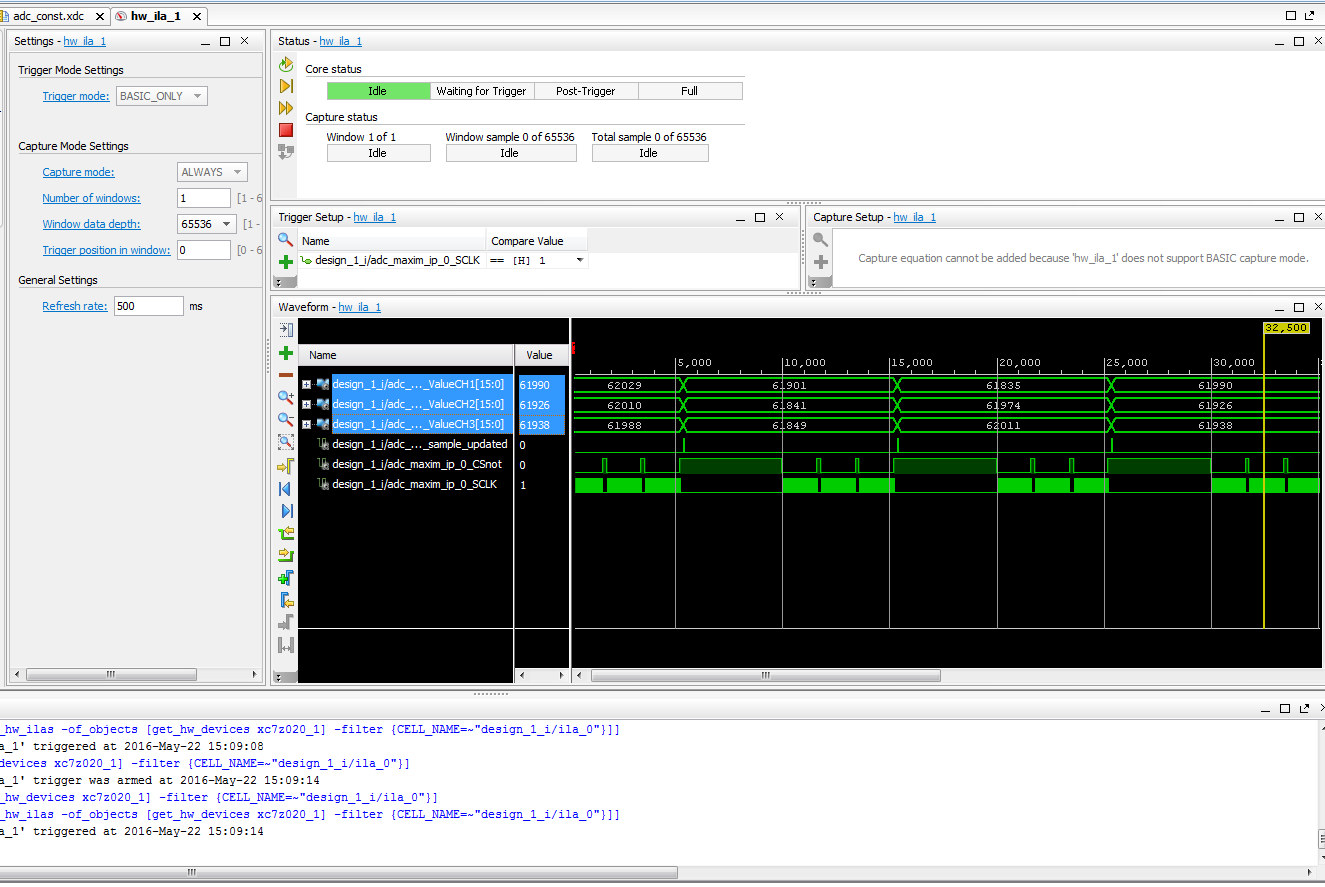 adc_const.xdc hw_ila_1
Settings - hw_ila_1
Trigger Mode Settings
Trigger mode: BASIC_ONLY
Capture Mode Settings
Capture mode: ALWAYS
Number of windows: 1 [1 - 6
Window data depth: 65536 [1 -
Trigger position in window: 0 [0 - 6
General Settings
Refresh rate: 500 ms
Status - hw_ila_1
Core status
Idle Waiting for Trigger Post-Trigger Full
Capture status
Window 1 of 1 Window sample 0 of 65536 Total sample 0 of 65536
Idle Idle Idle
Trigger Setup - hw_ila_1
Name Compare Value
design_1_i/adc_maxim_ip_0_SCLK == [H] 1
Capture Setup - hw_ila_1
Capture equation cannot be added because 'hw_ila_1' does not support BASIC capture mode.
Waveform - hw_ila_1
32,500
Name Value
5,000 10,000 15,000 20,000 25,000 30,000
design_1_i/adc_..._ValueCH1[15:0] 61990 62029 61901 61835 61990
design_1_i/adc_..._ValueCH2[15:0] 61926 62010 61841 61974 61926
design_1_i/adc_..._ValueCH3[15:0] 61938 61988 61849 62011 61938
design_1_i/adc_..._sample_updated 0
design_1_i/adc_maxim_ip_0_CSnot 0
design_1_i/adc_maxim_ip_0_SCLK 1
_hw_ilas -of_objects [get_hw_devices xc7z020_1] -filter {CELL_NAME=~"design_1_i/ila_0"}]]
la_1' triggered at 2016-May-22 15:09:08
devices xc7z020_1] -filter {CELL_NAME=~"design_1_i/ila_0"}]
la_1' trigger was armed at 2016-May-22 15:09:14
_hw_devices xc7z020_1] -filter {CELL_NAME=~"design_1_i/ila_0"}]
_hw_ilas -of_objects [get_hw_devices xc7z020_1] -filter {CELL_NAME=~"design_1_i/ila_0"}]]
la_1' triggered at 2016-May-22 15:09:14